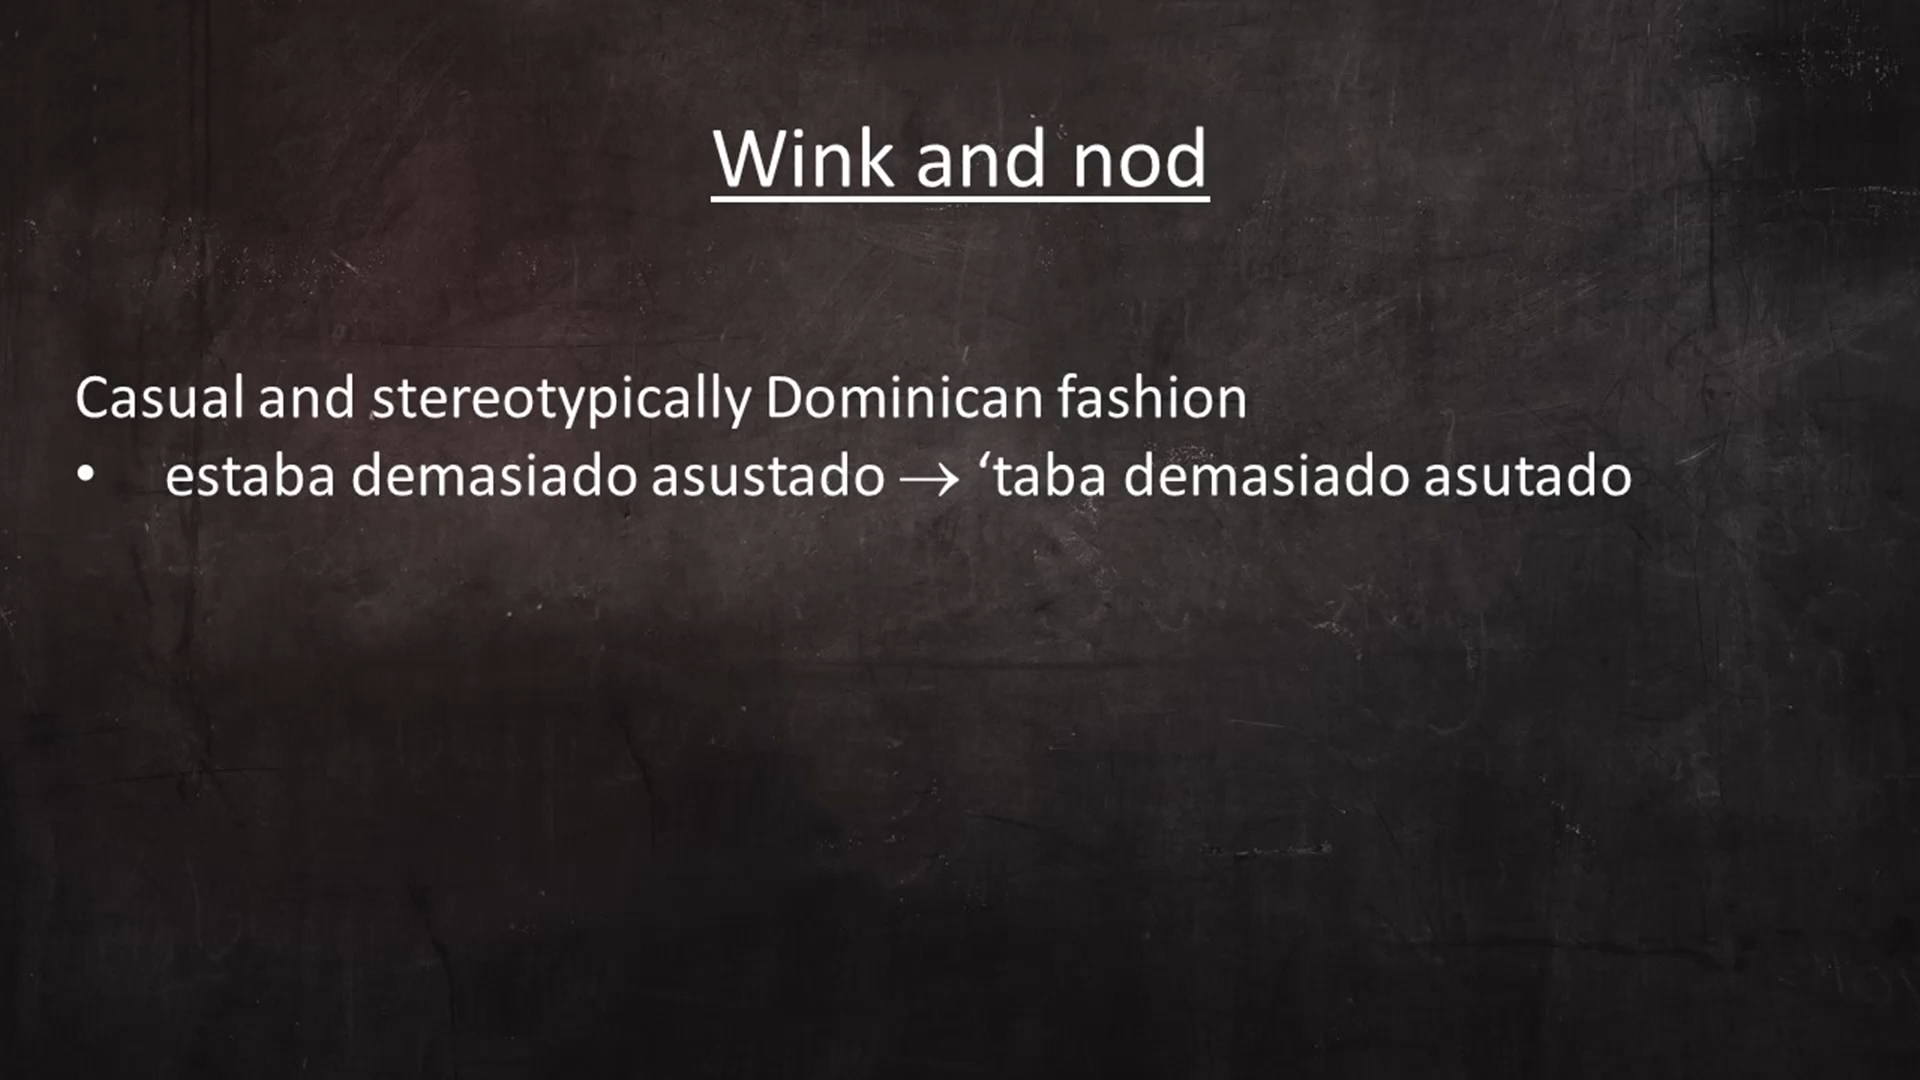 Wink and nod
Casual and stereotypically Dominican fashion
• estaba demasiado asustado → ‘taba demasiado asutado